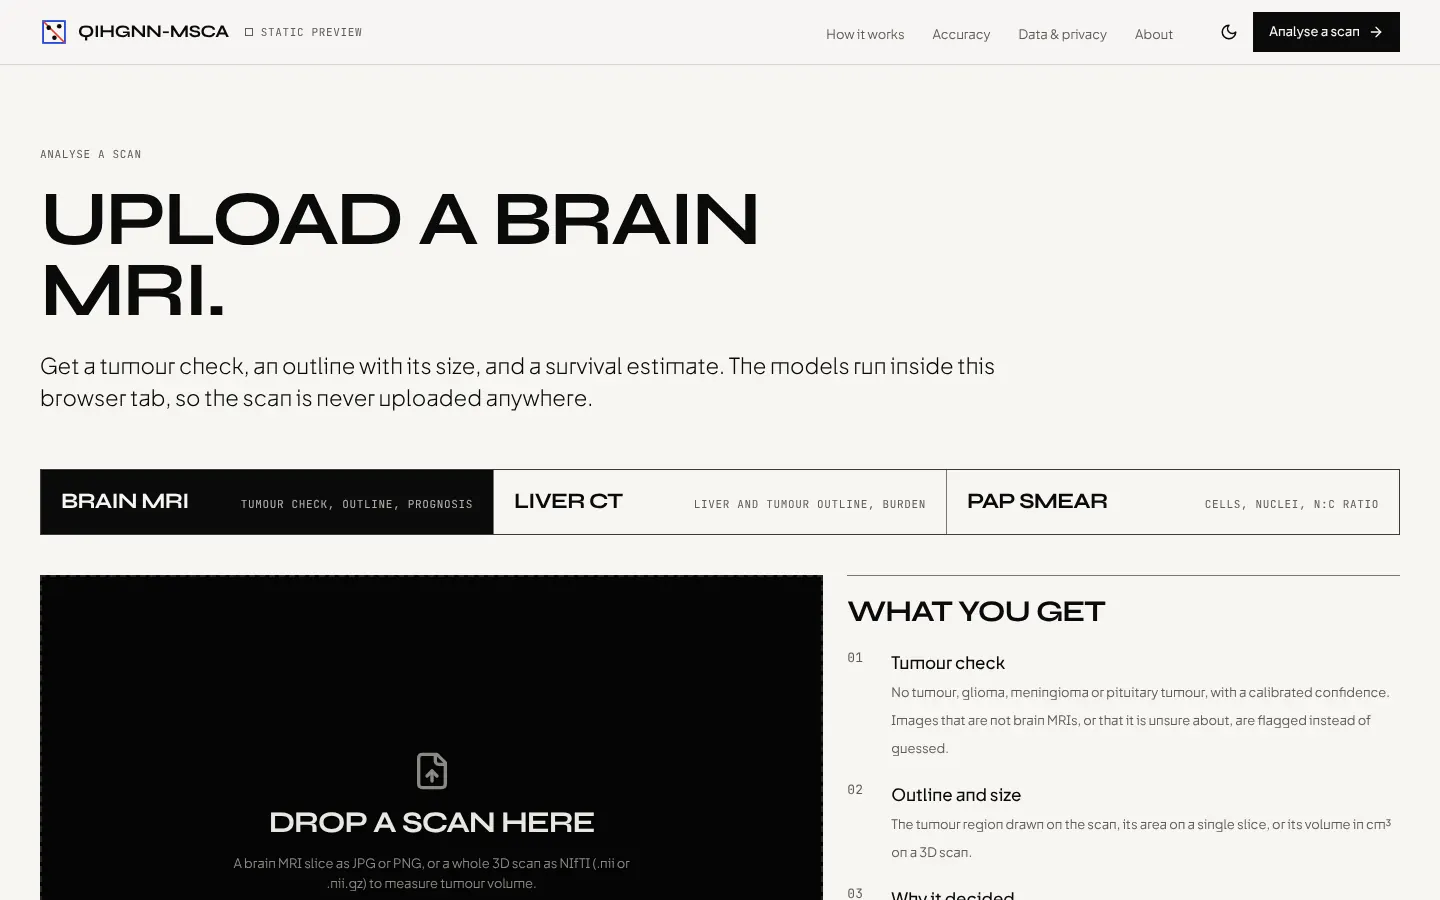 QIHGNN-MSCA
STATIC PREVIEW
How it works
Accuracy
Data & privacy
About
Analyse a scan
ANALYSE A SCAN
UPLOAD A BRAIN
MRI.
Get a tumour check, an outline with its size, and a survival estimate. The models run inside this
browser tab, so the scan is never uploaded anywhere.
BRAIN MRI
TUMOUR CHECK, OUTLINE, PROGNOSIS
LIVER CT
LIVER AND TUMOUR OUTLINE, BURDEN
PAP SMEAR
CELLS, NUCLEI, N:C RATIO
DROP A SCAN HERE
A brain MRI slice as JPG or PNG, or a whole 3D scan as NIfTI (.nii or
.nii.gz) to measure tumour volume.
WHAT YOU GET
01
Tumour check
No tumour, glioma, meningioma or pituitary tumour, with a calibrated confidence.
Images that are not brain MRIs, or that it is unsure about, are flagged instead of
guessed.
02
Outline and size
The tumour region drawn on the scan, its area on a single slice, or its volume in cm³
on a 3D scan.
03
Why it decided